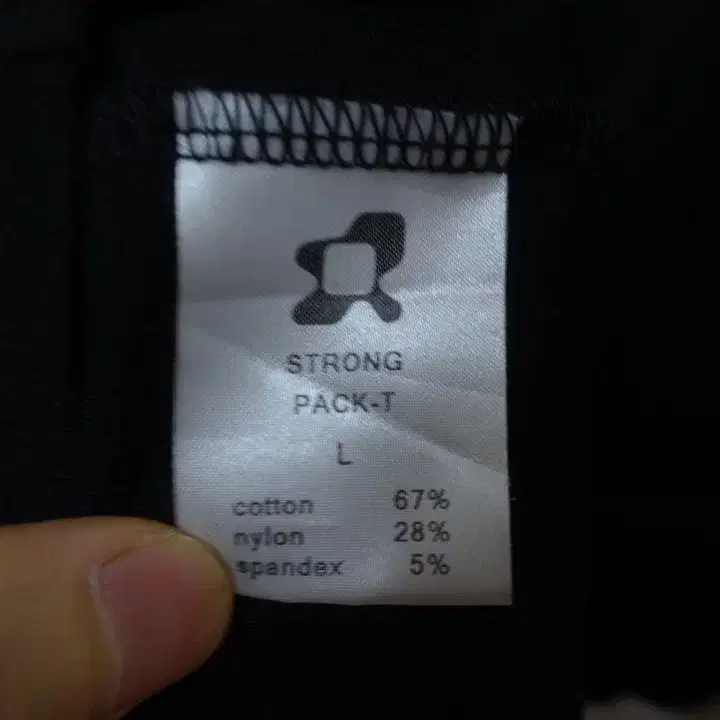 STRONG
PACK-T
L
cotton 67%
nylon 28%
spandex 5%